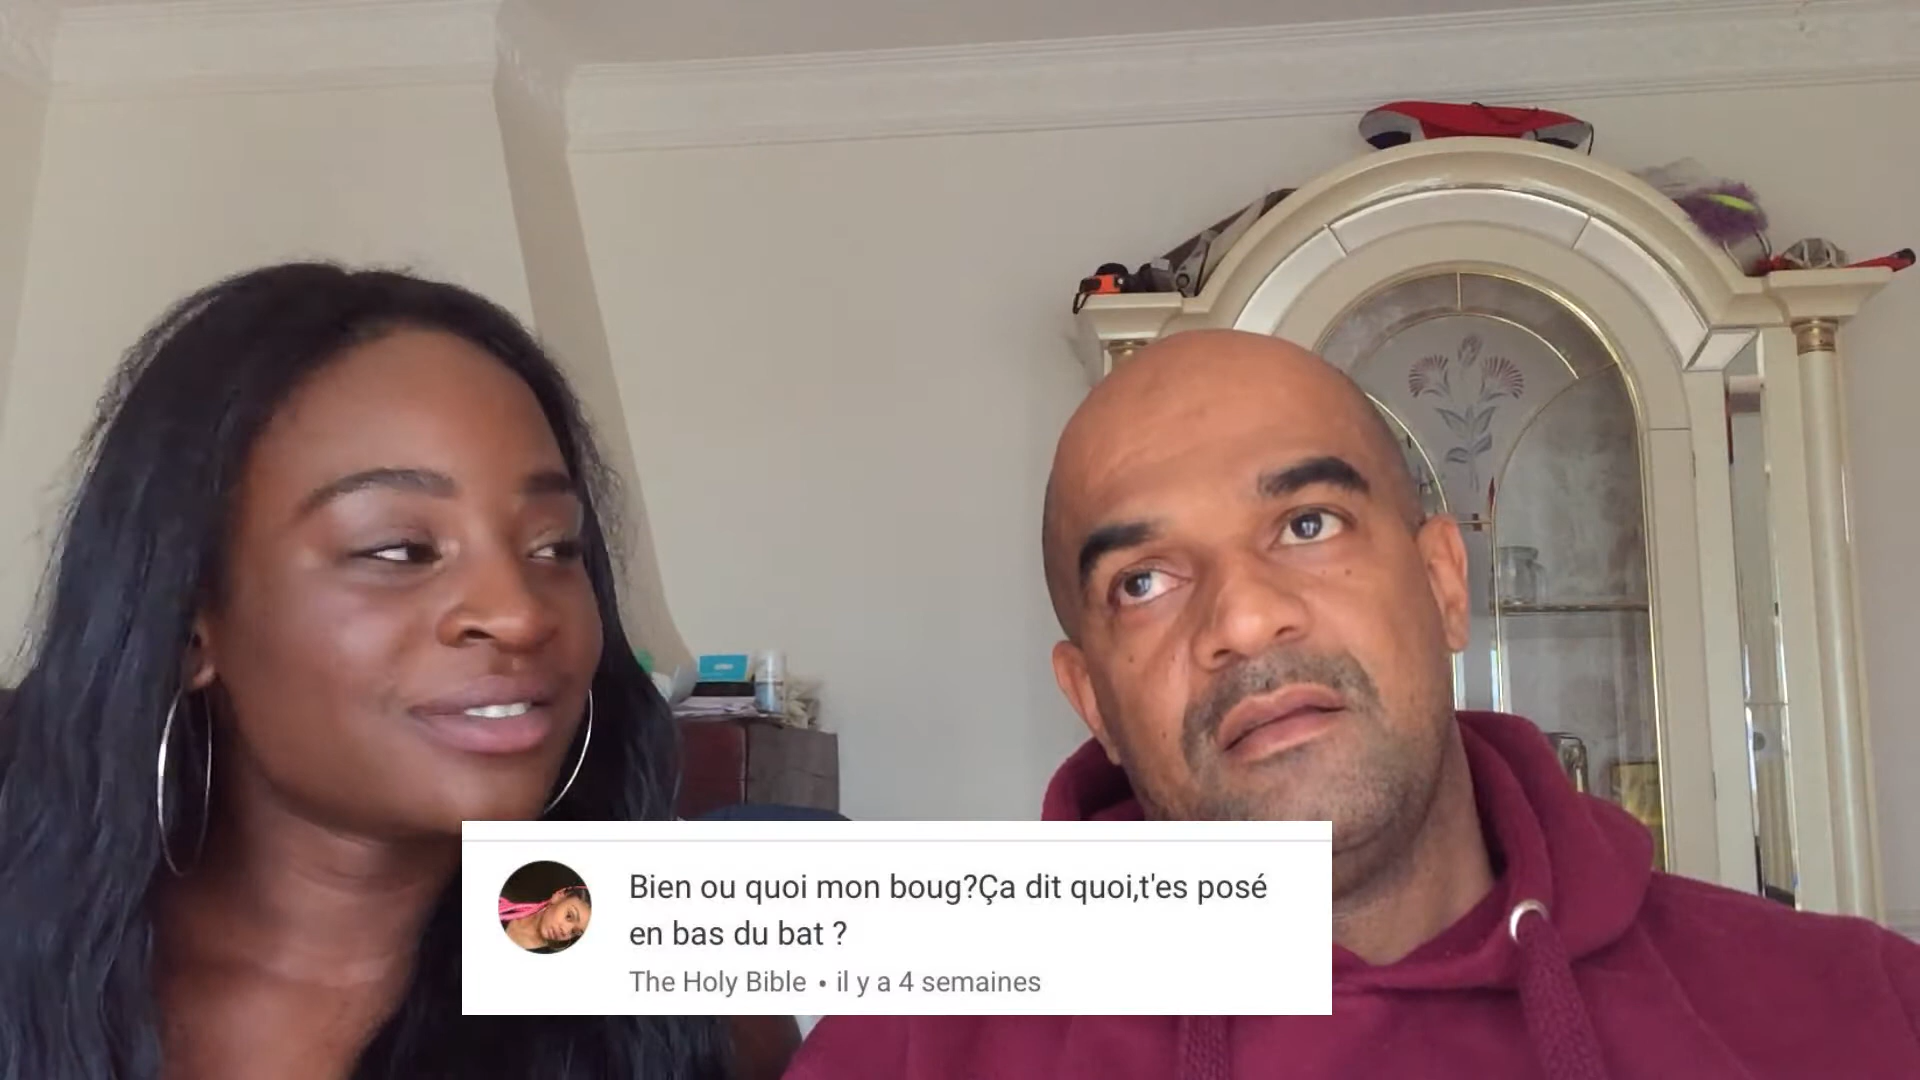 Bien ou quoi mon boug?Ça dit quoi,t'es posé
en bas du bat ?
The Holy Bible • il y a 4 semaines